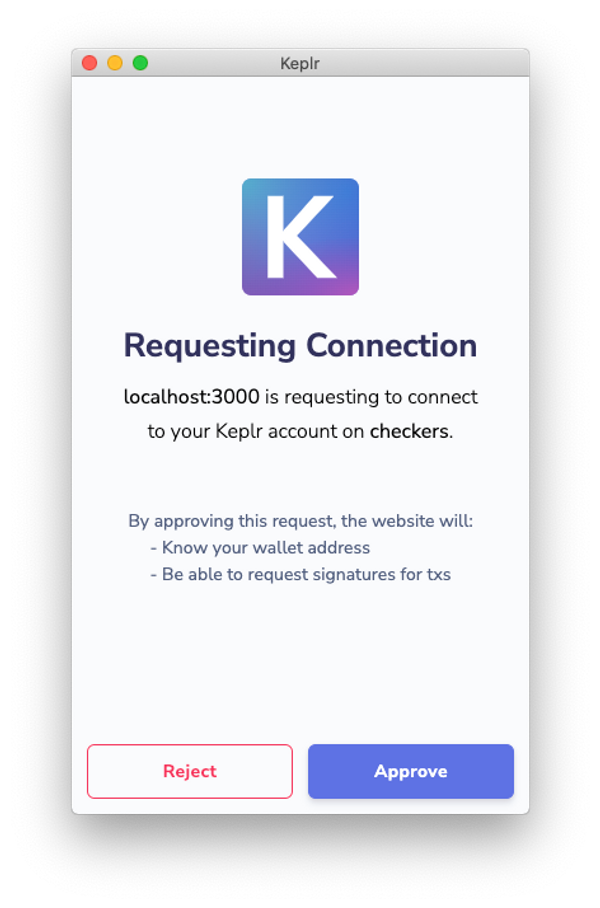 Keplr
K
Requesting Connection
localhost:3000 is requesting to connect
to your Keplr account on checkers.
By approving this request, the website will:
- Know your wallet address
- Be able to request signatures for txs
Reject Approve